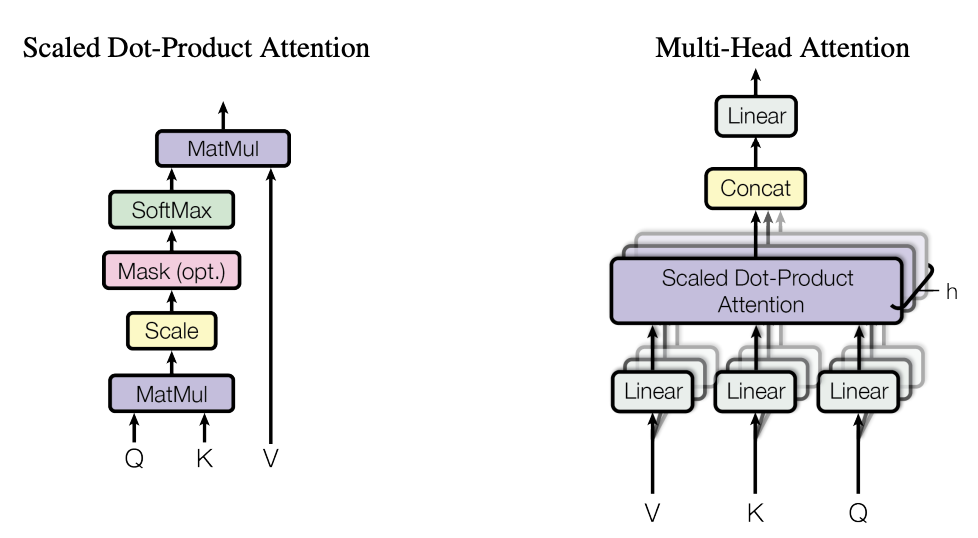 Scaled Dot-Product Attention
MatMul
SoftMax
Mask (opt.)
Scale
MatMul
Q K V
Multi-Head Attention
Linear
Concat
Scaled Dot-Product
Attention
h
Linear Linear Linear
V K Q